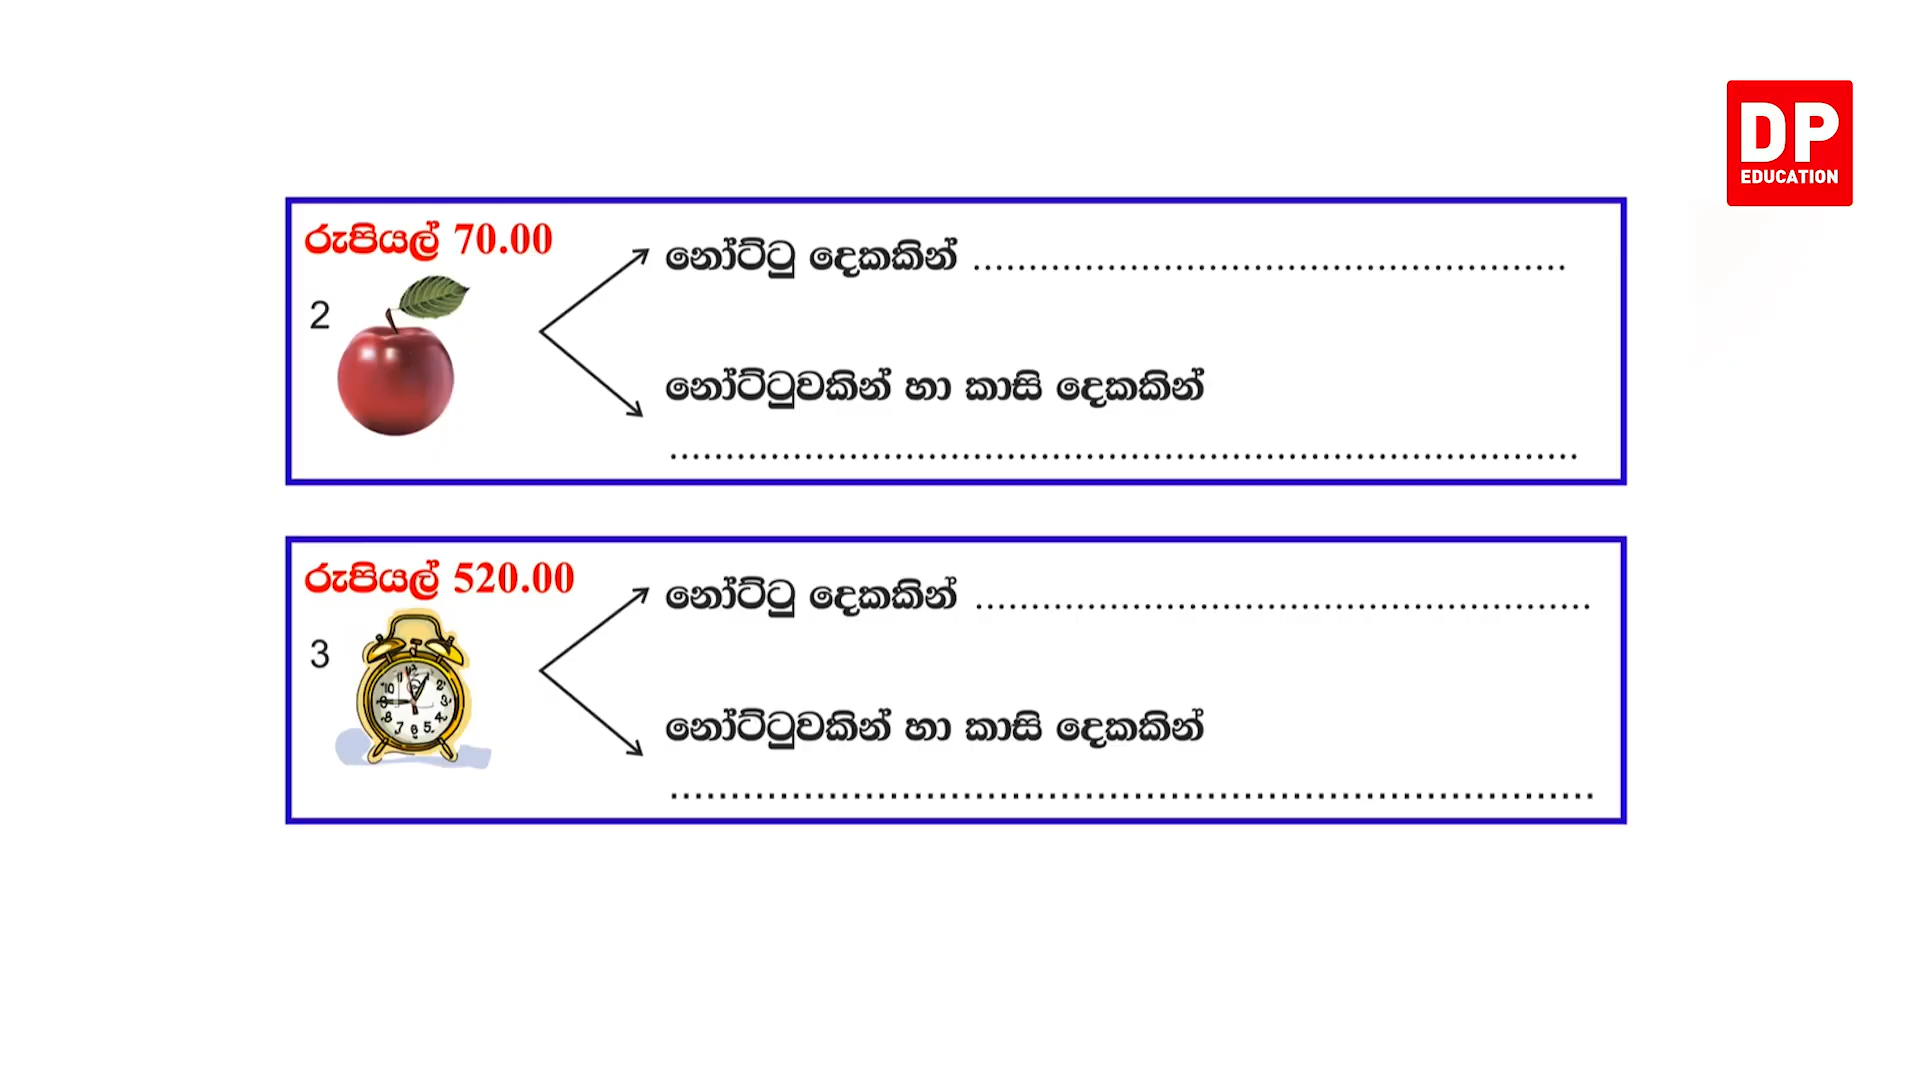 DP
EDUCATION
රුපියල් 70.00
2
නෝට්ටු දෙකකින් ......................................................
නෝට්ටුවකින් හා කාසි දෙකකින්
...................................................................................
රුපියල් 520.00
3
නෝට්ටු දෙකකින් ........................................................
නෝට්ටුවකින් හා කාසි දෙකකින්
...........................................................................